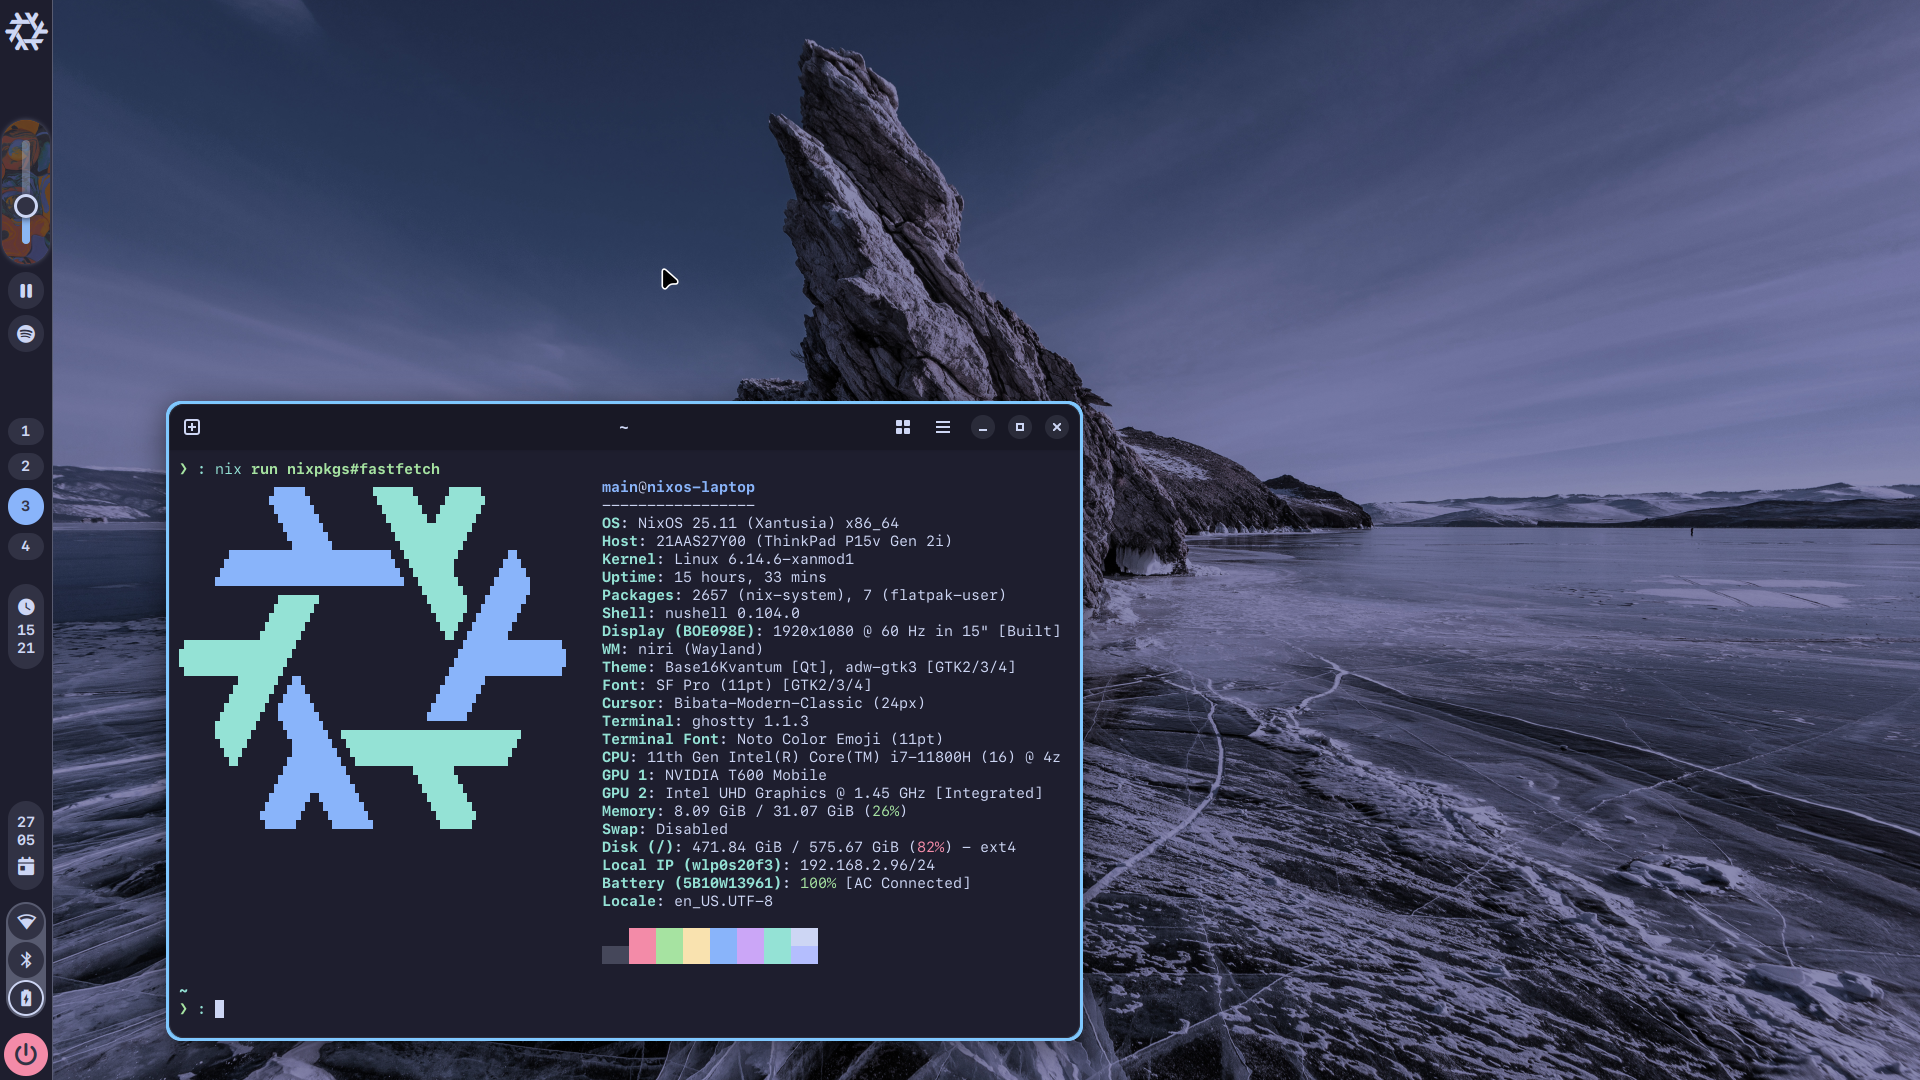 1
2
3
4
15
21
27
05
~
❯ : nix run nixpkgs#fastfetch
main@nixos-laptop
-----------------
OS: NixOS 25.11 (Xantusia) x86_64
Host: 21AAS27Y00 (ThinkPad P15v Gen 2i)
Kernel: Linux 6.14.6-xanmod1
Uptime: 15 hours, 33 mins
Packages: 2657 (nix-system), 7 (flatpak-user)
Shell: nushell 0.104.0
Display (BOE098E): 1920x1080 @ 60 Hz in 15" [Built]
WM: niri (Wayland)
Theme: Base16Kvantum [Qt], adw-gtk3 [GTK2/3/4]
Font: SF Pro (11pt) [GTK2/3/4]
Cursor: Bibata-Modern-Classic (24px)
Terminal: ghostty 1.1.3
Terminal Font: Noto Color Emoji (11pt)
CPU: 11th Gen Intel(R) Core(TM) i7-11800H (16) @ 4z
GPU 1: NVIDIA T600 Mobile
GPU 2: Intel UHD Graphics @ 1.45 GHz [Integrated]
Memory: 8.09 GiB / 31.07 GiB (26%)
Swap: Disabled
Disk (/): 471.84 GiB / 575.67 GiB (82%) - ext4
Local IP (wlp0s20f3): 192.168.2.96/24
Battery (5B10W13961): 100% [AC Connected]
Locale: en_US.UTF-8
~
❯ :